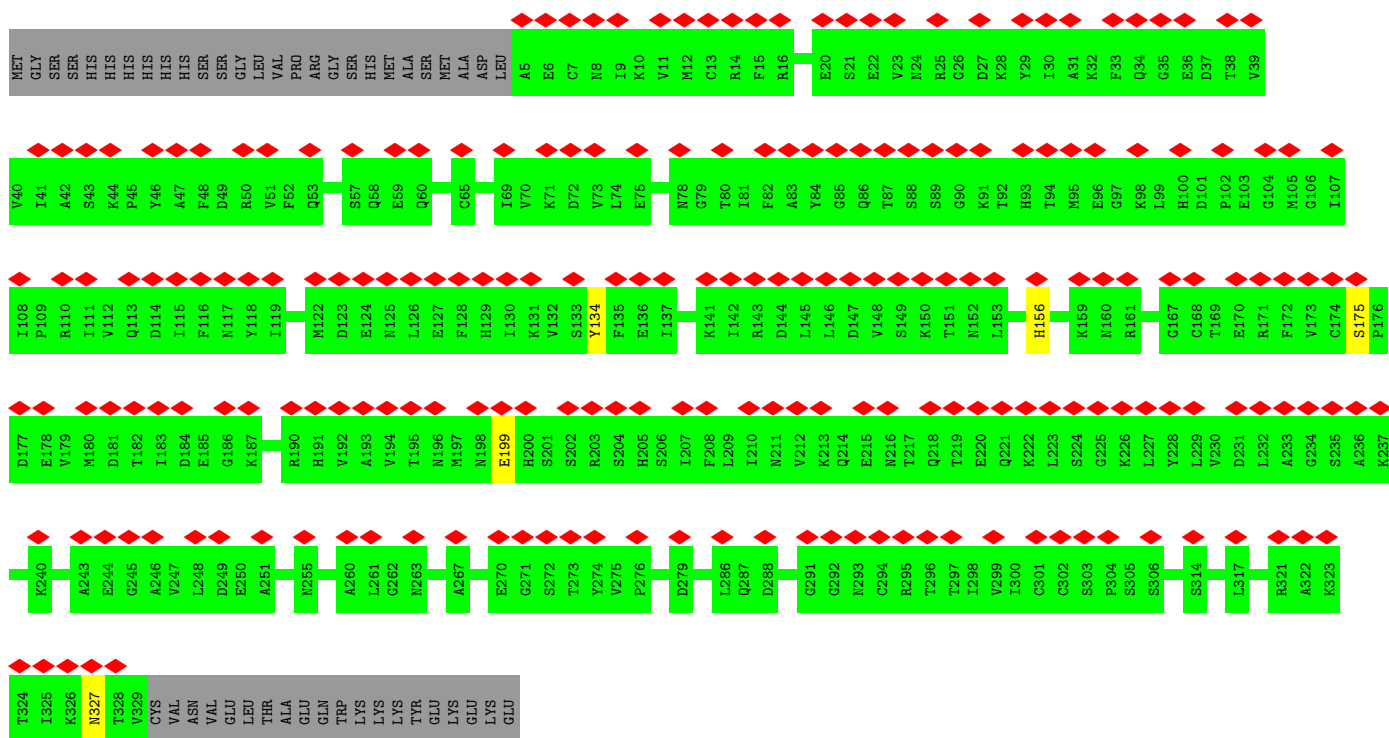 MET GLY SER SER HIS HIS HIS HIS HIS HIS SER SER GLY LEU VAL PRO ARG GLY SER HIS MET ALA SER MET ALA ASP LEU A5 E6 C7 N8 I9 K10 V11 M12 C13 R14 F15 R16 E20 S21 E22 V23 N24 R25 G26 D27 K28 Y29 I30 A31 K32 F33 Q34 G35 E36 D37 T38 V39
V40 I41 A42 S43 K44 P45 Y46 A47 F48 D49 R50 V51 F52 Q53 S57 Q58 E59 Q60 C65 I69 V70 K71 D72 V73 L74 E75 N78 G79 T80 I81 F82 A83 Y84 G85 Q86 T87 S88 S89 G90 K91 T92 H93 T94 M95 E96 G97 K98 L99 H100 D101 P102 E103 G104 M105 G106 I107
I108 P109 R110 I111 V112 Q113 D114 I115 F116 N117 Y118 I119 M122 D123 E124 N125 L126 E127 F128 H129 I130 K131 V132 S133 Y134 F135 E136 I137 K141 I142 R143 D144 L145 L146 D147 V148 S149 K150 T151 N152 L153 H156 K159 N160 R161 G167 C168 T169 E170 R171 F172 V173 C174 S175 P176
D177 E178 V179 M180 D181 T182 I183 D184 E185 G186 K187 R190 H191 V192 A193 V194 T195 N196 M197 N198 E199 H200 S201 S202 R203 S204 H205 S206 I207 F208 L209 I210 N211 V212 K213 Q214 E215 N216 T217 Q218 T219 E220 Q221 K222 L223 S224 G225 K226 L227 Y228 L229 V230 D231 L232 A233 G234 S235 A236 K237
K240 A243 E244 G245 A246 V247 L248 D249 E250 A251 N255 A260 L261 G262 N263 A267 E270 G271 S272 T273 Y274 V275 P276 D279 L286 Q287 D288 G291 G292 N293 C294 R295 T296 T297 I298 V299 I300 C301 C302 S303 P304 S305 S306 S314 L317 R321 A322 K323
T324 I325 K326 N327 T328 V329 CYS VAL ASN VAL GLU LEU THR ALA GLU GLN TRP LYS LYS LYS TYR GLU LYS GLU LYS GLU